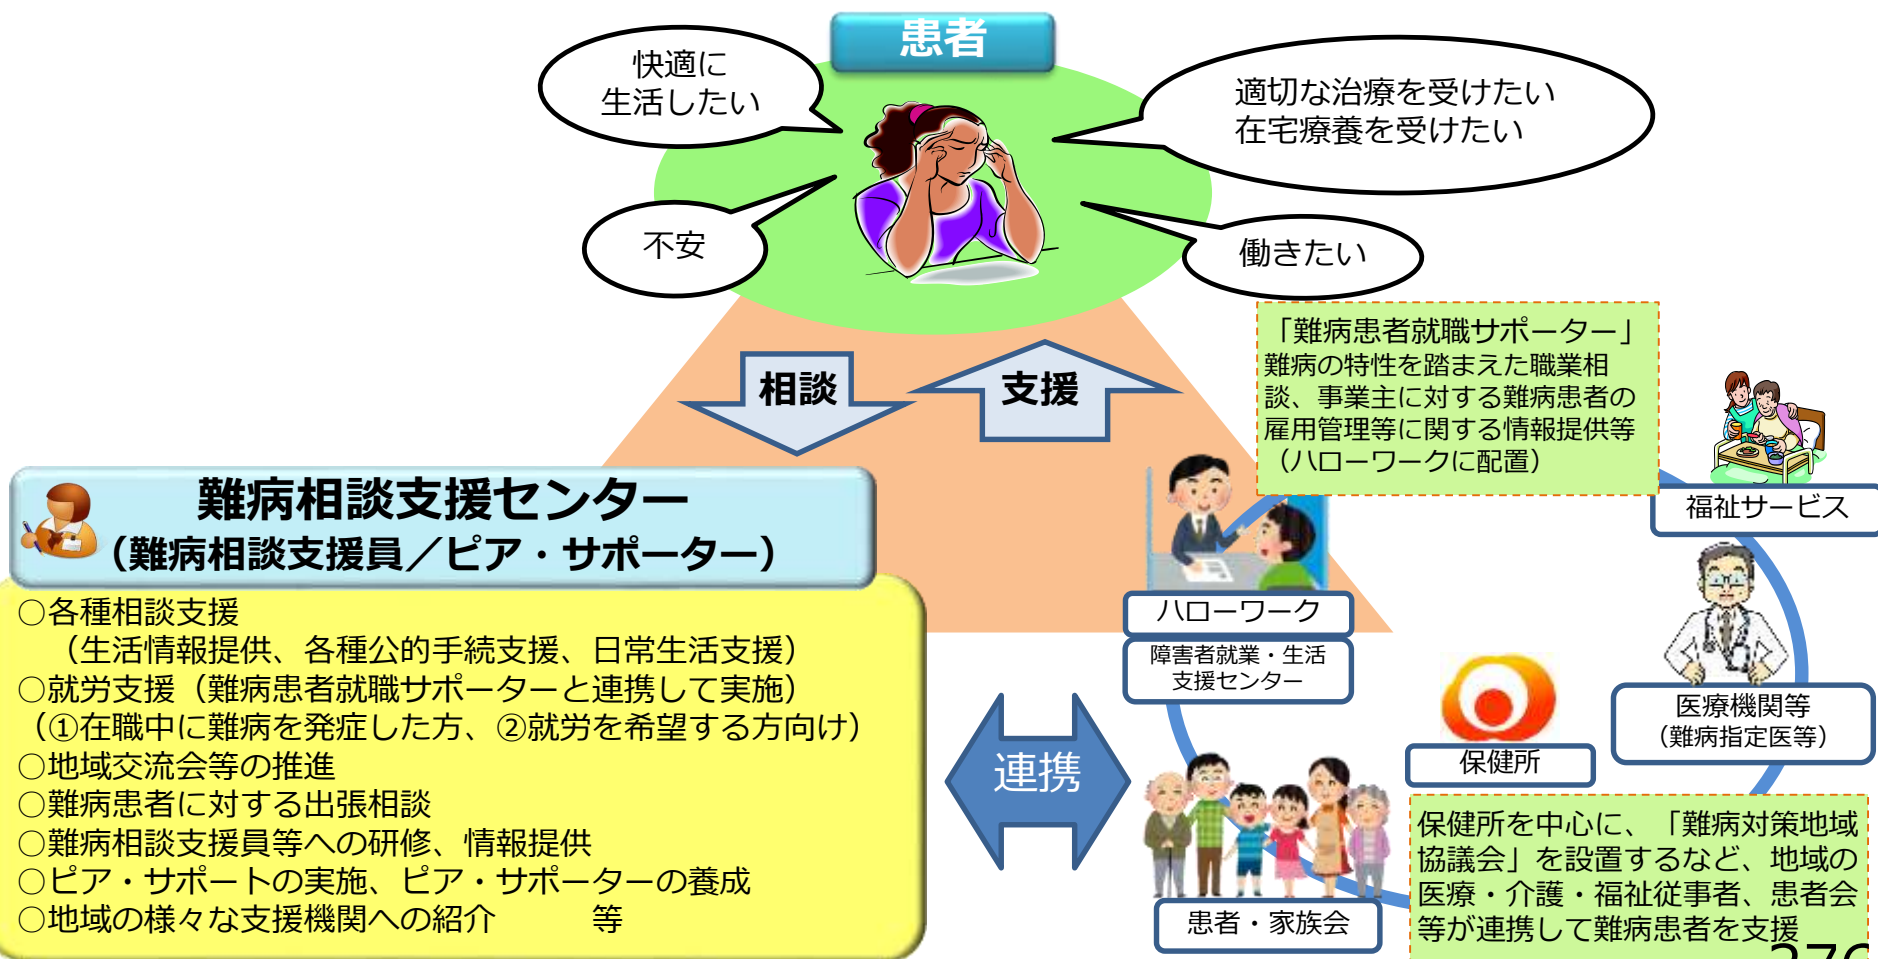 患者
快適に
生活したい
適切な治療を受けたい
在宅療養を受けたい
不安
働きたい
相談
支援
「難病患者就職サポーター」
難病の特性を踏まえた職業相
談、事業主に対する難病患者の
雇用管理等に関する情報提供等
（ハローワークに配置）
福祉サービス
難病相談支援センター
（難病相談支援員／ピア・サポーター）
○各種相談支援
（生活情報提供、各種公的手続支援、日常生活支援）
○就労支援（難病患者就職サポーターと連携して実施）
（①在職中に難病を発症した方、②就労を希望する方向け）
○地域交流会等の推進
○難病患者に対する出張相談
○難病相談支援員等への研修、情報提供
○ピア・サポートの実施、ピア・サポーターの養成
○地域の様々な支援機関への紹介　　　等
ハローワーク
障害者就業・生活
支援センター
連携
医療機関等
（難病指定医等）
保健所
患者・家族会
保健所を中心に、「難病対策地域
協議会」を設置するなど、地域の
医療・介護・福祉従事者、患者会
等が連携して難病患者を支援